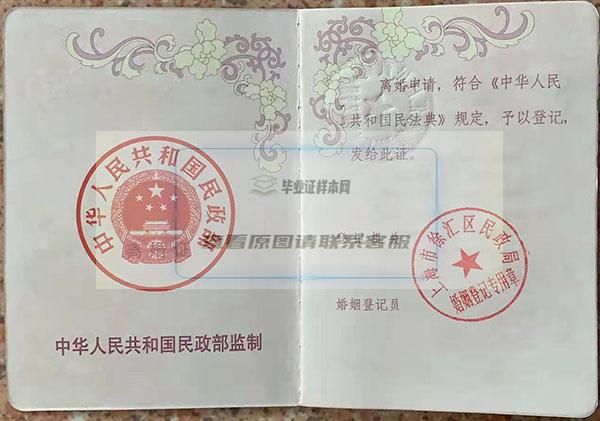 中华人民共和国民政部
中华人民共和国民政部监制
离婚申请，符合《中华人民
共和国民法典》规定，予以登记，
发给此证。
毕业证样本网
查看原图请联系客服
登记机关
上海市徐汇区民政局
婚姻登记专用章
婚姻登记员